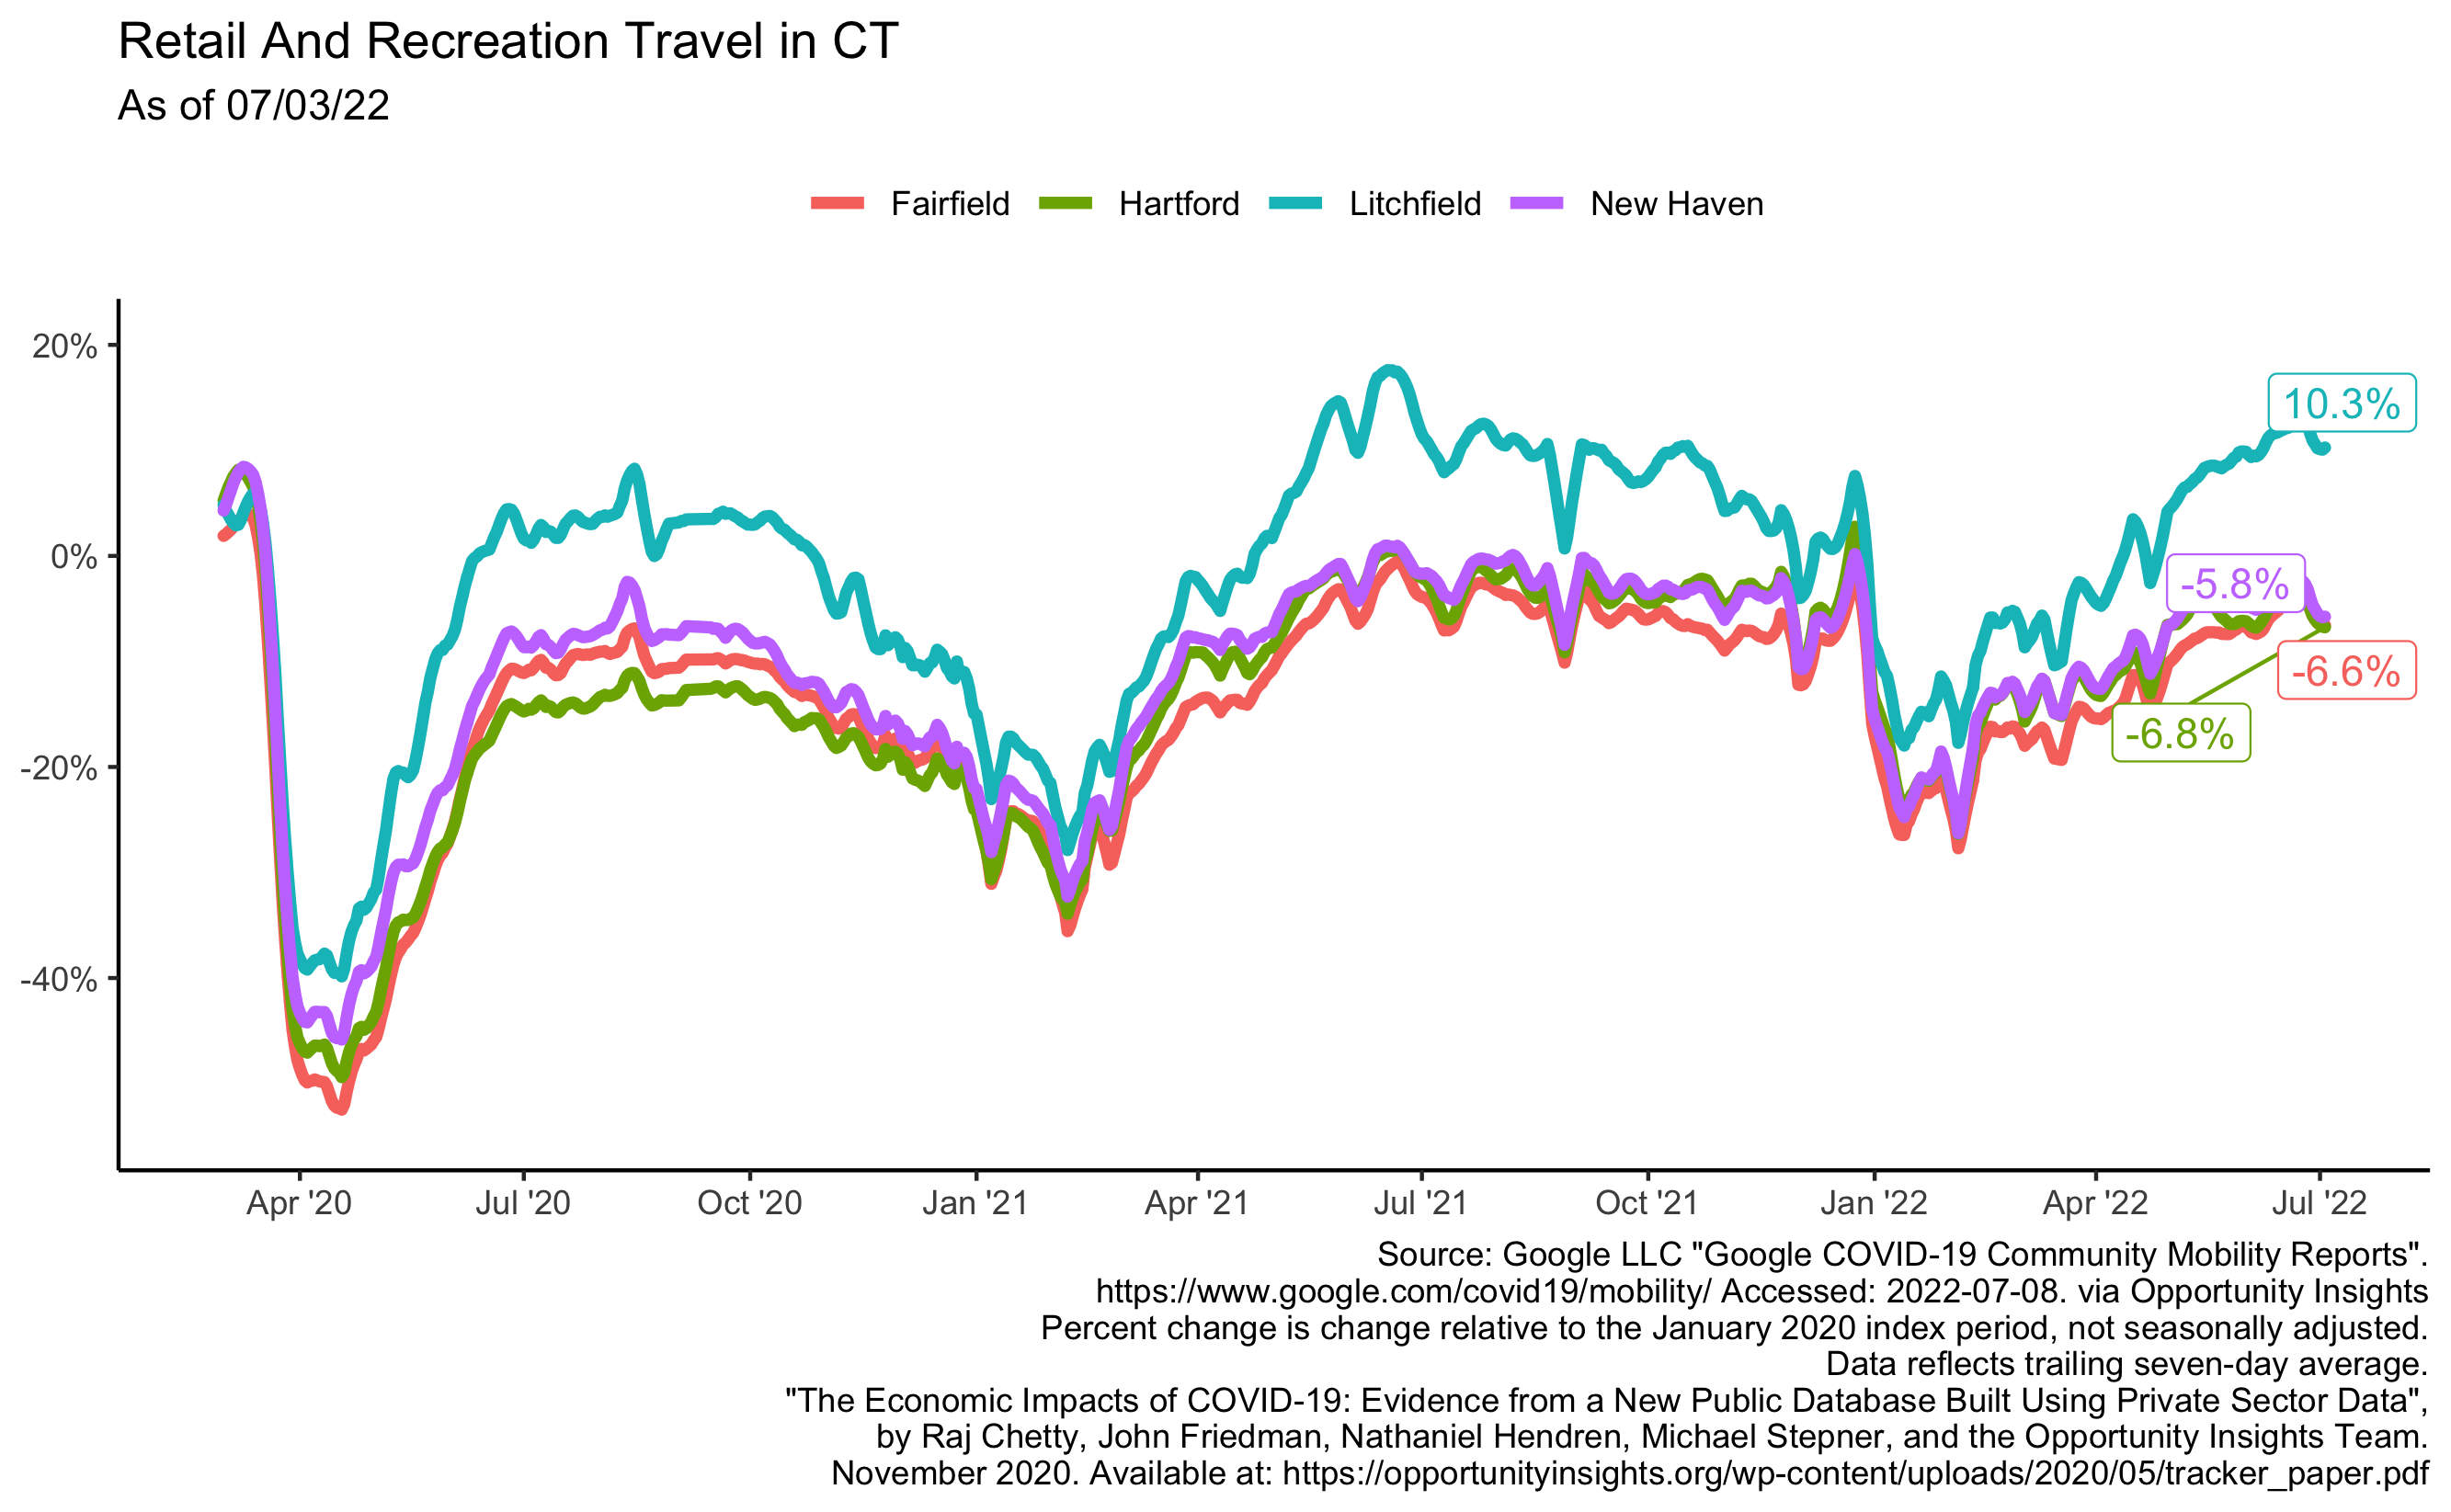 Retail And Recreation Travel in CT
As of 07/03/22
Fairfield Hartford Litchfield New Haven
20%
0%
-20%
-40%
10.3%
-5.8%
-6.6%
-6.8%
Apr '20 Jul '20 Oct '20 Jan '21 Apr '21 Jul '21 Oct '21 Jan '22 Apr '22 Jul '22
Source: Google LLC "Google COVID-19 Community Mobility Reports".
https://www.google.com/covid19/mobility/ Accessed: 2022-07-08. via Opportunity Insights
Percent change is change relative to the January 2020 index period, not seasonally adjusted.
Data reflects trailing seven-day average.
"The Economic Impacts of COVID-19: Evidence from a New Public Database Built Using Private Sector Data",
by Raj Chetty, John Friedman, Nathaniel Hendren, Michael Stepner, and the Opportunity Insights Team.
November 2020. Available at: https://opportunityinsights.org/wp-content/uploads/2020/05/tracker_paper.pdf